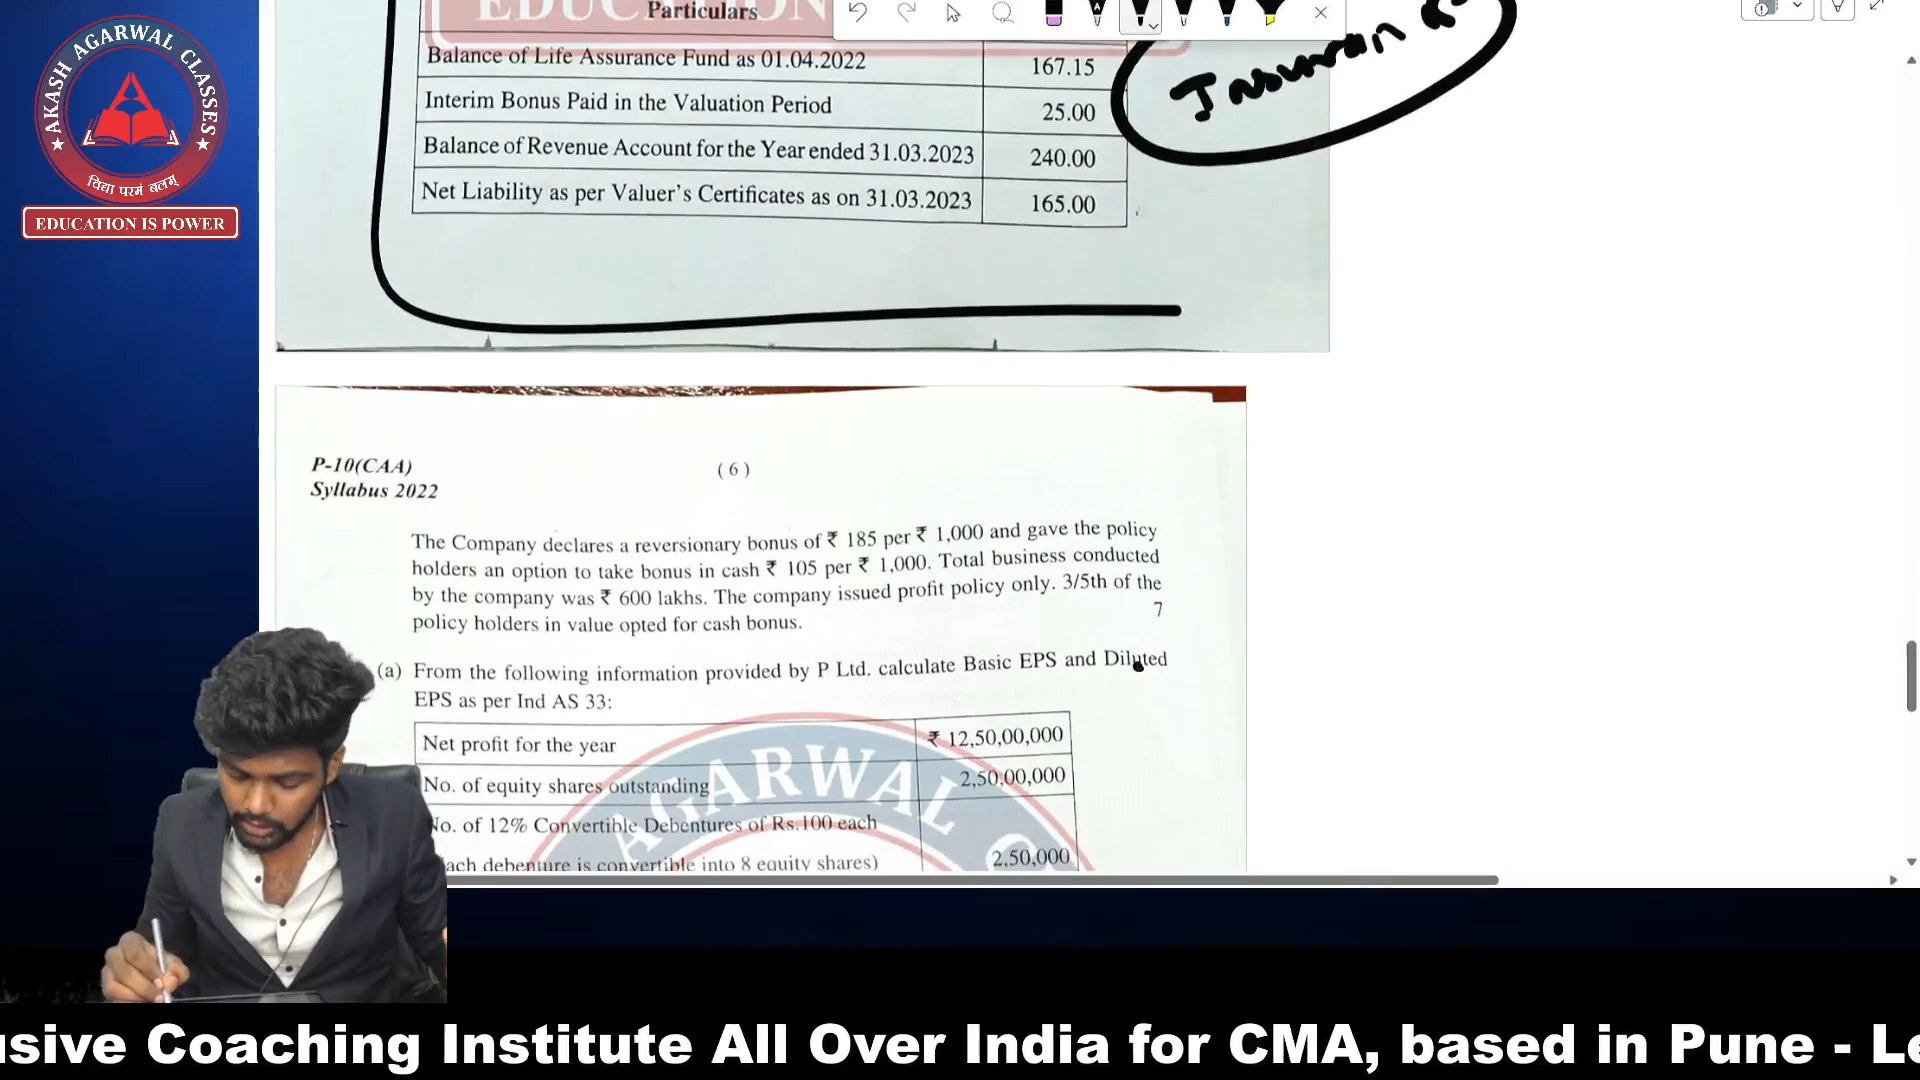 EDUCATION
Particulars
Balance of Life Assurance Fund as 01.04.2022 167.15
Interim Bonus Paid in the Valuation Period 25.00
Balance of Revenue Account for the Year ended 31.03.2023 240.00
Net Liability as per Valuer's Certificates as on 31.03.2023 165.00
AKASH AGARWAL CLASSES
विद्या परमं बलम्
EDUCATION IS POWER
P-10(CAA)
(6)
Syllabus 2022
The Company declares a reversionary bonus of ₹ 185 per ₹ 1,000 and gave the policy
holders an option to take bonus in cash ₹ 105 per ₹ 1,000. Total business conducted
by the company was ₹ 600 lakhs. The company issued profit policy only. 3/5th of the
policy holders in value opted for cash bonus.
7
(a) From the following information provided by P Ltd. calculate Basic EPS and Diluted
EPS as per Ind AS 33:
Net profit for the year ₹ 12,50,00,000
No. of equity shares outstanding 2,50,00,000
No. of 12% Convertible Debentures of Rs.100 each
ach debenture is convertible into 8 equity shares) 2,50,000
AGARWAL C
usive Coaching Institute All Over India for CMA, based in Pune - Le